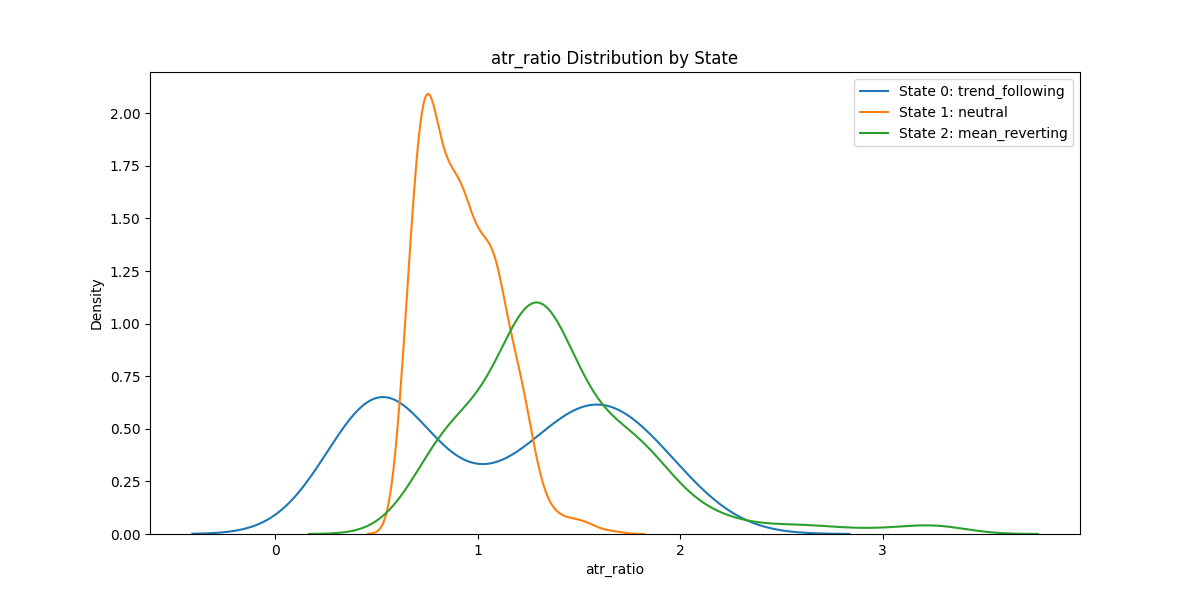 atr_ratio Distribution by State
State 0: trend_following
State 1: neutral
State 2: mean_reverting
Density
2.00
1.75
1.50
1.25
1.00
0.75
0.50
0.25
0.00
0 1 2 3
atr_ratio